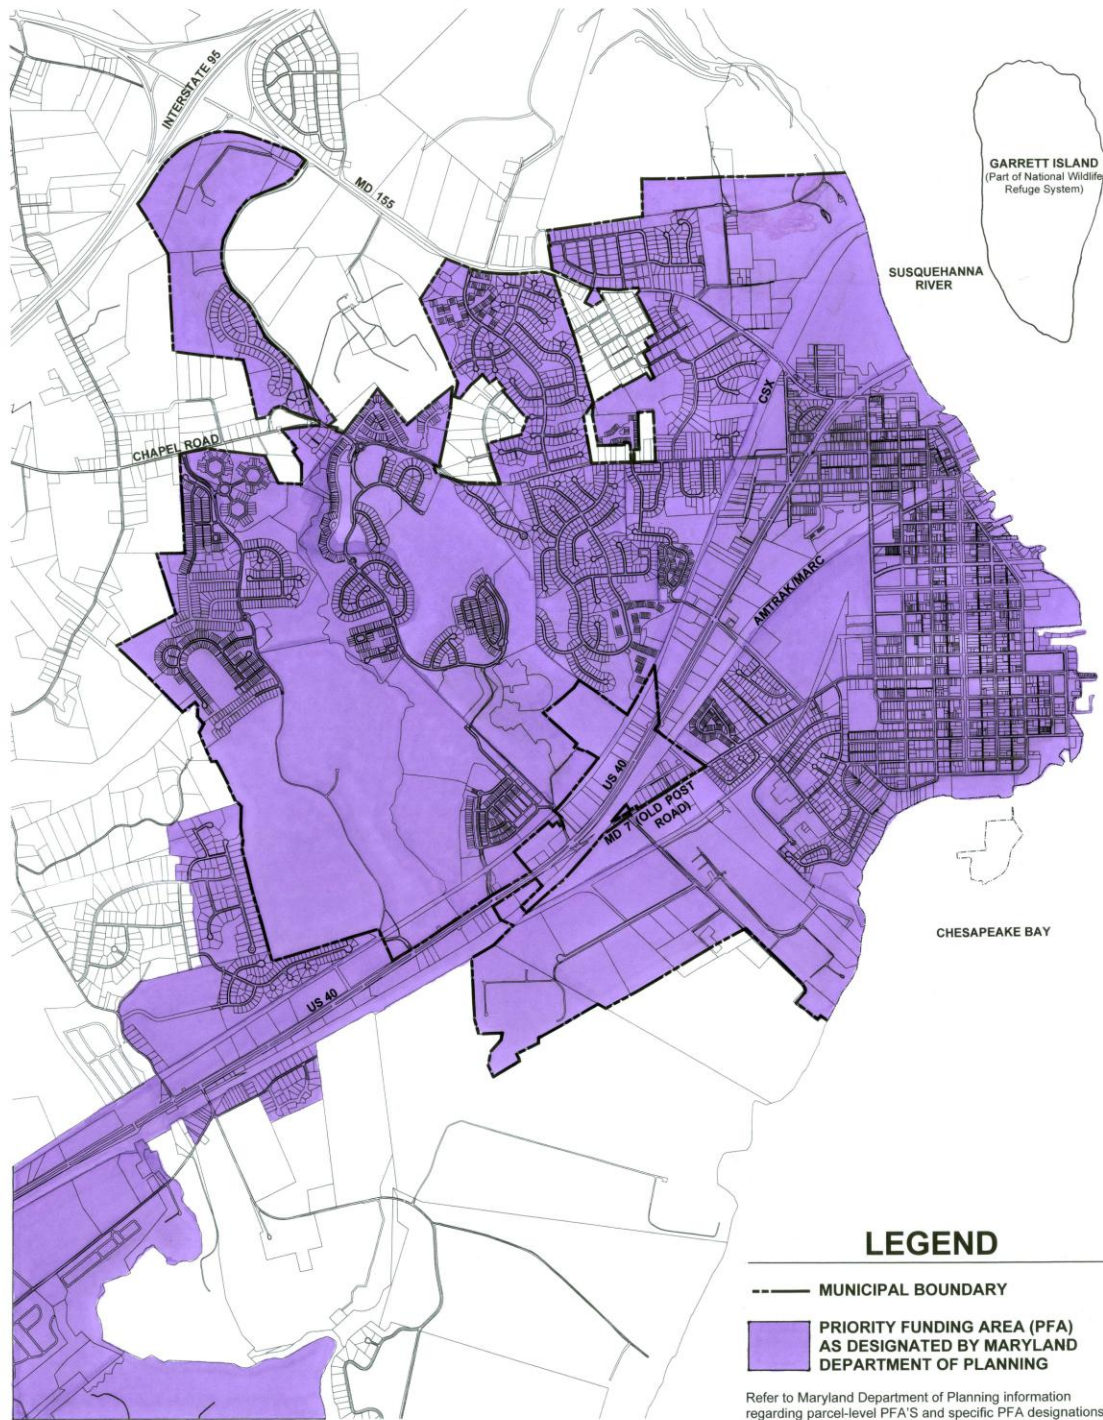 INTERSTATE 95
MD 155
GARRETT ISLAND
(Part of National Wildlife
Refuge System)
SUSQUEHANNA
RIVER
CSX
CHAPEL ROAD
AMTRAK/MARC
US 40
MD 7 (OLD POST
ROAD)
CHESAPEAKE BAY
US 40
LEGEND
MUNICIPAL BOUNDARY
PRIORITY FUNDING AREA (PFA)
AS DESIGNATED BY MARYLAND
DEPARTMENT OF PLANNING
Refer to Maryland Department of Planning information
regarding parcel-level PFA'S and specific PFA designations